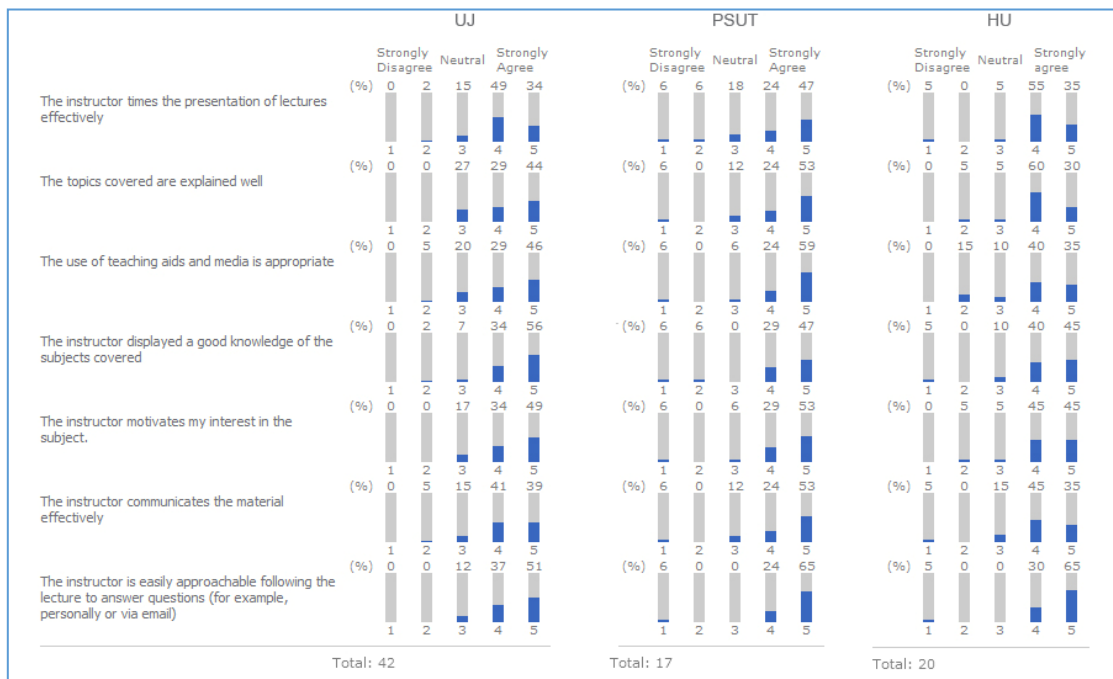 UJ PSUT HU
Strongly Disagree Neutral Strongly Agree Strongly Disagree Neutral Strongly Agree Strongly Disagree Neutral Strongly agree
(%) 0 2 15 49 34 (%) 6 6 18 24 47 (%) 5 0 5 55 35
The instructor times the presentation of lectures
effectively
1 2 3 4 5 1 2 3 4 5 1 2 3 4 5
(%) 0 0 27 29 44 (%) 6 0 12 24 53 (%) 0 5 5 60 30
The topics covered are explained well
1 2 3 4 5 1 2 3 4 5 1 2 3 4 5
(%) 0 5 20 29 46 (%) 6 0 6 24 59 (%) 0 15 10 40 35
The use of teaching aids and media is appropriate
1 2 3 4 5 1 2 3 4 5 1 2 3 4 5
(%) 0 2 7 34 56 (%) 6 6 0 29 47 (%) 5 0 10 40 45
The instructor displayed a good knowledge of the
subjects covered
1 2 3 4 5 1 2 3 4 5 1 2 3 4 5
(%) 0 0 17 34 49 (%) 6 0 6 29 53 (%) 0 5 5 45 45
The instructor motivates my interest in the
subject.
1 2 3 4 5 1 2 3 4 5 1 2 3 4 5
(%) 0 5 15 41 39 (%) 6 0 12 24 53 (%) 5 0 15 45 35
The instructor communicates the material
effectively
1 2 3 4 5 1 2 3 4 5 1 2 3 4 5
(%) 0 0 12 37 51 (%) 6 0 0 24 65 (%) 5 0 0 30 65
The instructor is easily approachable following the
lecture to answer questions (for example,
personally or via email)
1 2 3 4 5 1 2 3 4 5 1 2 3 4 5
Total: 42 Total: 17 Total: 20